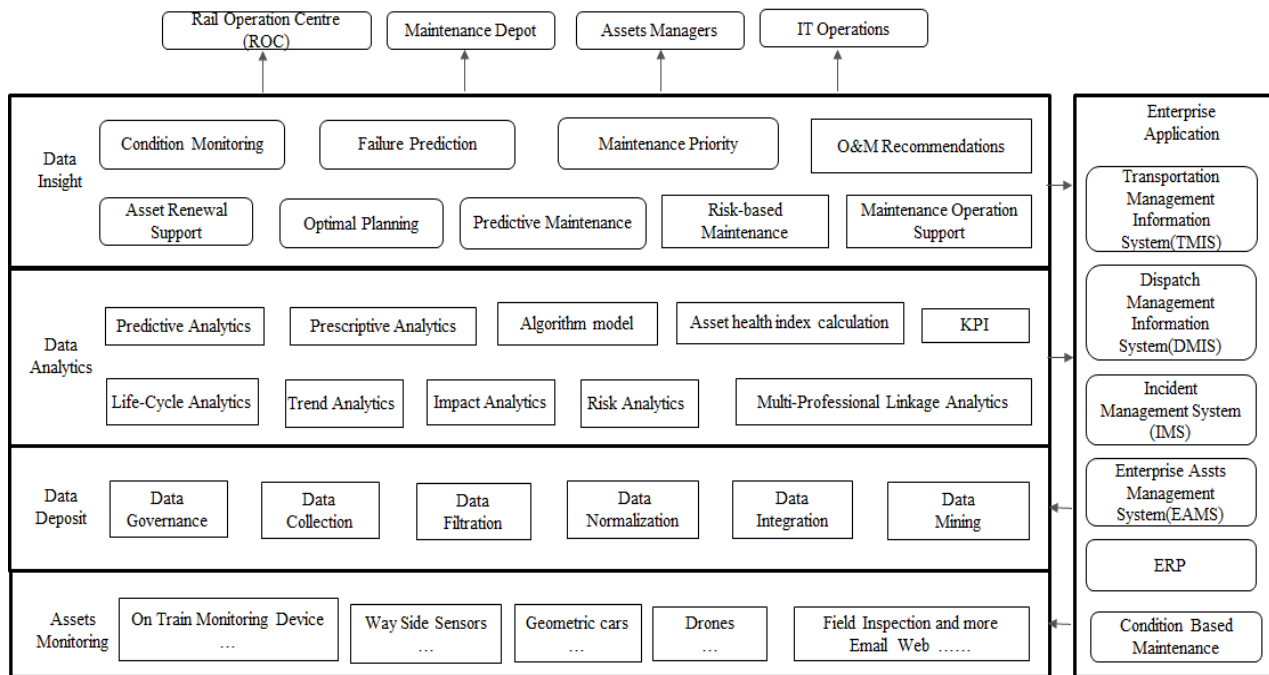 Rail Operation Centre
(ROC)
Maintenance Depot
Assets Managers
IT Operations
Data
Insight
Condition Monitoring
Failure Prediction
Maintenance Priority
O&M Recommendations
Asset Renewal
Support
Optimal Planning
Predictive Maintenance
Risk-based
Maintenance
Maintenance Operation
Support
Data
Analytics
Predictive Analytics
Prescriptive Analytics
Algorithm model
Asset health index calculation
KPI
Life-Cycle Analytics
Trend Analytics
Impact Analytics
Risk Analytics
Multi-Professional Linkage Analytics
Data
Deposit
Data
Governance
Data
Collection
Data
Filtration
Data
Normalization
Data
Integration
Data
Mining
Assets
Monitoring
On Train Monitoring Device
…
Way Side Sensors
…
Geometric cars
…
Drones
…
Field Inspection and more
Email Web ……
Enterprise
Application
Transportation
Management
Information
System(TMIS)
Dispatch
Management
Information
System(DMIS)
Incident
Management System
(IMS)
Enterprise Assts
Management
System(EAMS)
ERP
Condition Based
Maintenance